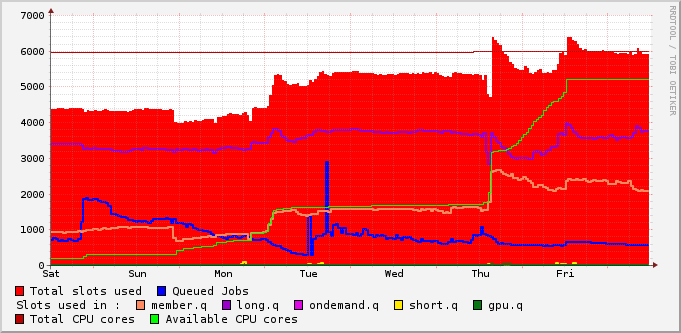 RRDTOOL / TOBI OETIKER
7000
6000
5000
4000
3000
2000
1000
0
Sat Sun Mon Tue Wed Thu Fri
Total slots used Queued Jobs
Slots used in : member.q long.q ondemand.q short.q gpu.q
Total CPU cores Available CPU cores